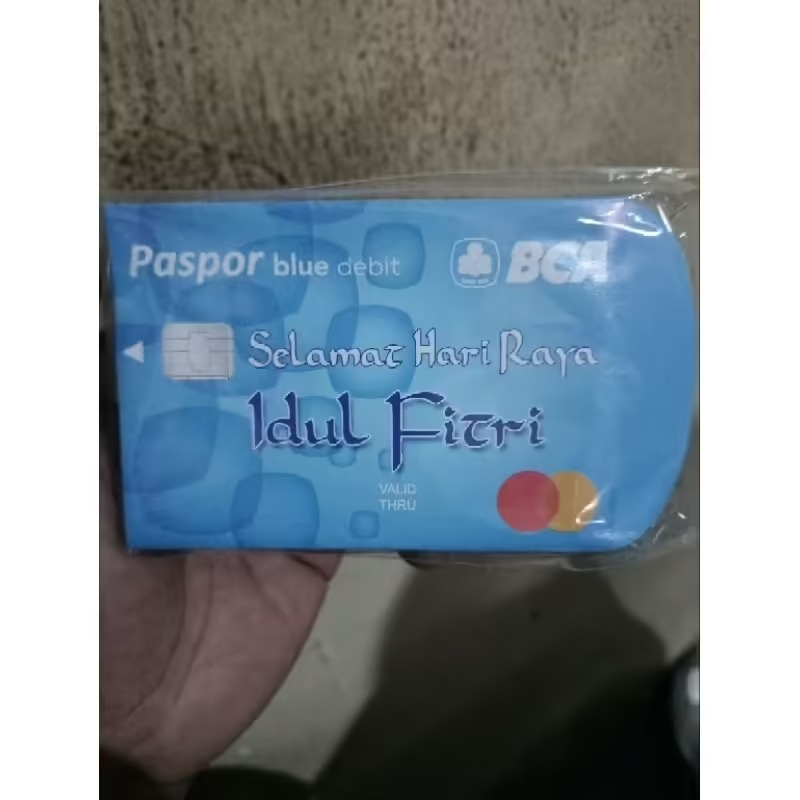 Paspor blue debit
BCA
Selamat Hari Raya
Idul Fitri
VALID
THRU